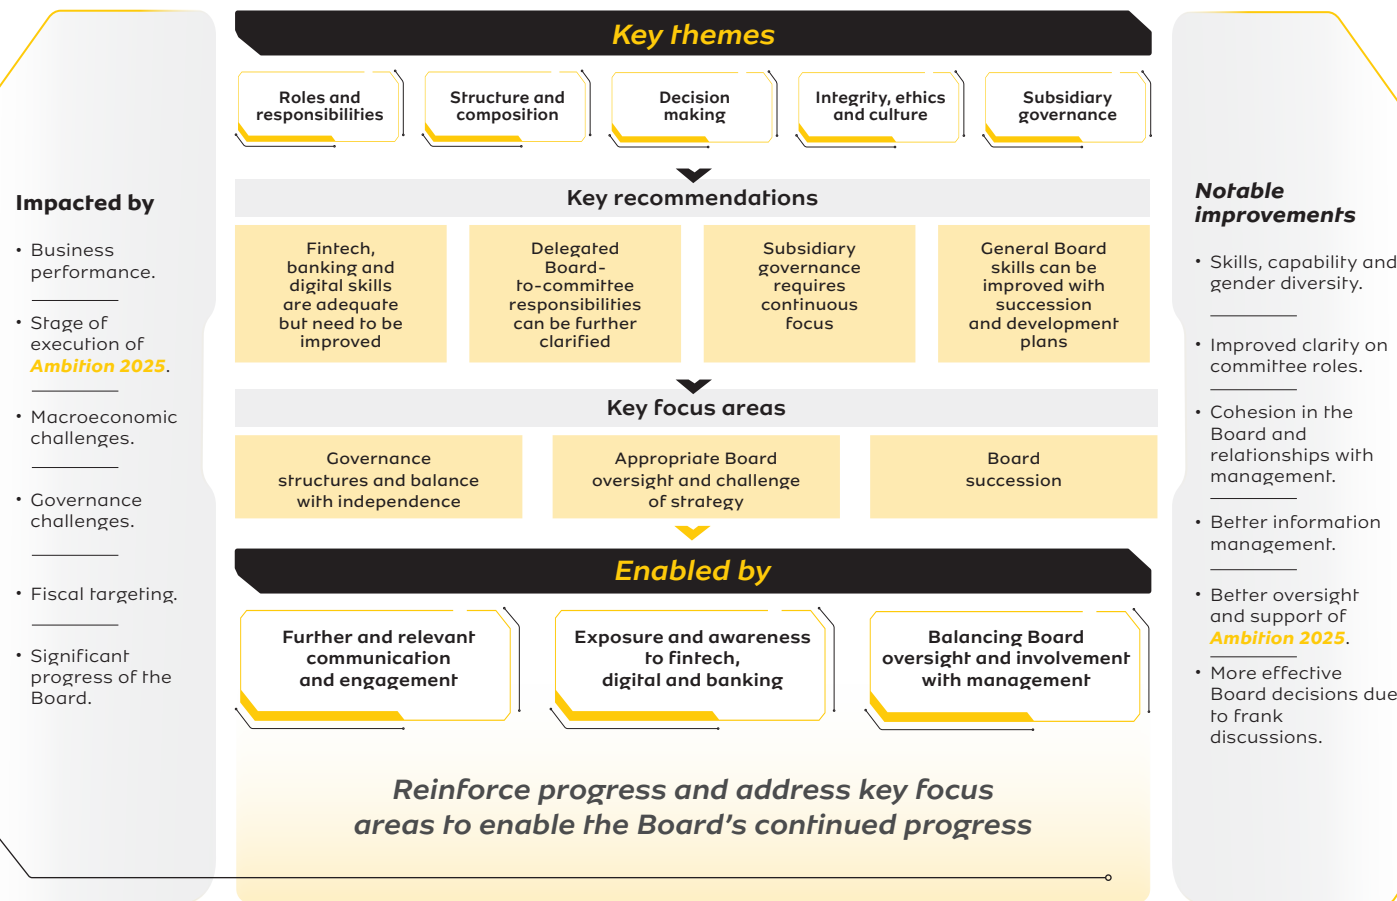 Key themes
Roles and
responsibilities
Structure and
composition
Decision
making
Integrity, ethics
and culture
Subsidiary
governance
Impacted by
• Business
performance.
• Stage of
execution of
Ambition 2025.
• Macroeconomic
challenges.
• Governance
challenges.
• Fiscal targeting.
• Significant
progress of the
Board.
Key recommendations
Fintech,
banking and
digital skills
are adequate
but need to be
improved
Delegated
Board-
to-committee
responsibilities
can be further
clarified
Subsidiary
governance
requires
continuous
focus
General Board
skills can be
improved with
succession
and development
plans
Key focus areas
Governance
structures and balance
with independence
Appropriate Board
oversight and challenge
of strategy
Board
succession
Enabled by
Further and relevant
communication
and engagement
Exposure and awareness
to fintech,
digital and banking
Balancing Board
oversight and involvement
with management
Reinforce progress and address key focus
areas to enable the Board's continued progress
Notable
improvements
• Skills, capability and
gender diversity.
• Improved clarity on
committee roles.
• Cohesion in the
Board and
relationships with
management.
• Better information
management.
• Better oversight
and support of
Ambition 2025.
• More effective
Board decisions due
to frank
discussions.